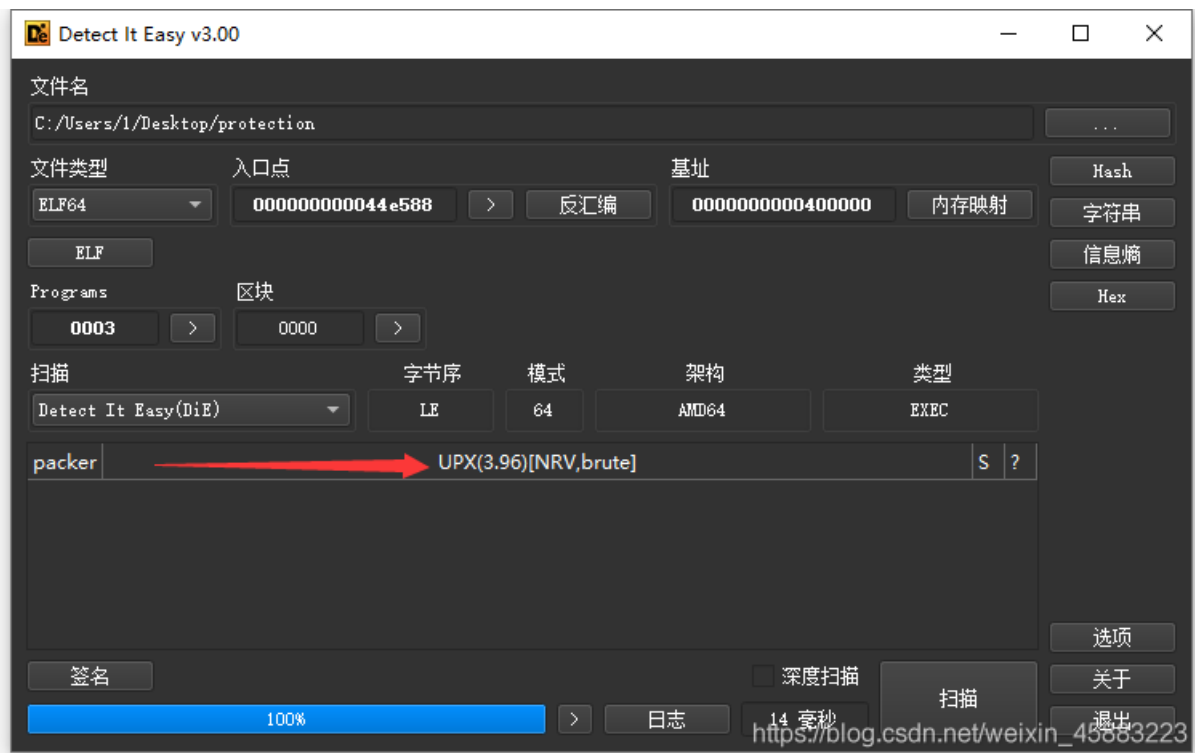 Detect It Easy v3.00
文件名
C:/Users/1/Desktop/protection
...
文件类型 入口点 基址
Hash
ELF64 000000000044e588 > 反汇编 0000000000400000 内存映射
字符串
ELF
信息熵
Programs 区块
Hex
0003 > 0000 >
扫描 字节序 模式 架构 类型
Detect It Easy(DiE) LE 64 AMD64 EXEC
packer UPX(3.96)[NRV,brute] S ?
选项
签名 深度扫描 扫描 关于
100% > 日志 14 毫秒 退出
https://blog.csdn.net/weixin_45883223